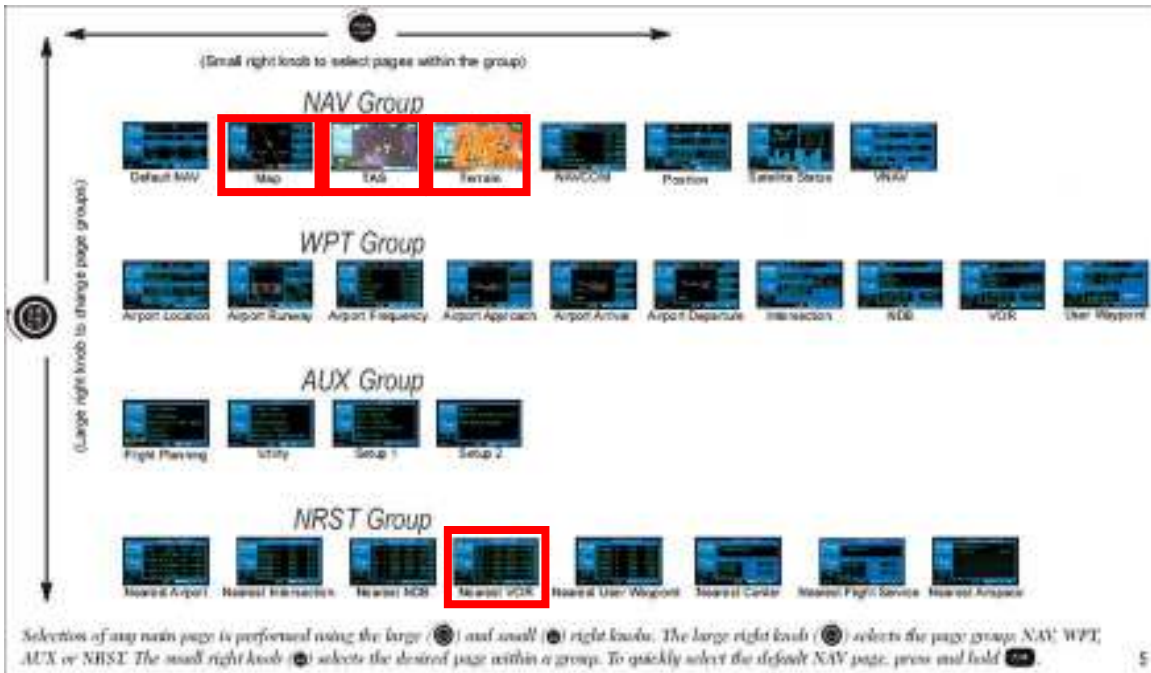 (Small right knob to select pages within the group)
(Large right knob to change page groups)
NAV Group
Default NAV Map TAS Terrain NAVCOM Position Satellite Status VNAV
WPT Group
Airport Location Airport Runway Airport Frequency Airport Approach Airport Arrival Airport Departure Intersection NDB VOR User Waypoint
AUX Group
Flight Planning Utility Setup 1 Setup 2
NRST Group
Nearest Airport Nearest Intersection Nearest NDB Nearest VOR Nearest User Waypoint Nearest Center Nearest Flight Service Nearest Airspace
Selection of any main page is performed using the large ( ) and small ( ) right knobs. The large right knob ( ) selects the page group: NAV, WPT,
AUX or NRST. The small right knob ( ) selects the desired page within a group. To quickly select the default NAV page, press and hold CLR.
5